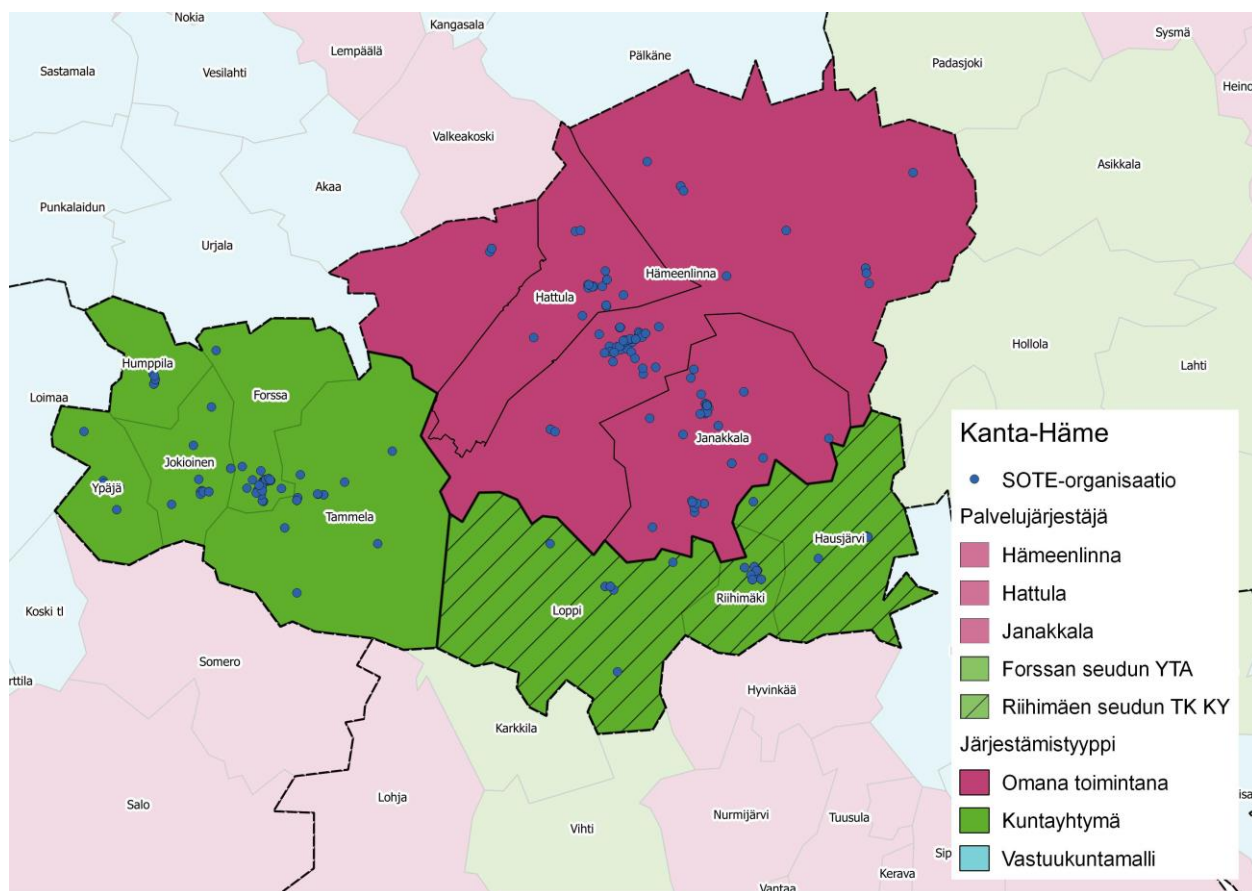 Nokia
Kangasala
Sysmä
Lempäälä
Pälkäne
Sastamala
Vesilahti
Padasjoki
Valkeakoski
Asikkala
Akaa
Punkalaidun
Urjala
Hämeenlinna
Hattula
Hollola
Humppila
Lahti
Loimaa
Forssa
Janakkala
Jokioinen
Ypäjä
Tammela
Hausjärvi
Riihimäki
Loppi
Koski tl
Somero
Hyvinkää
Karkkila
Salo
Lohja
Nurmijärvi
Tuusula
Vihti
Kerava
Vantaa
Kanta-Häme
SOTE-organisaatio
Palvelujärjestäjä
Hämeenlinna
Hattula
Janakkala
Forssan seudun YTA
Riihimäen seudun TK KY
Järjestämistyyppi
Omana toimintana
Kuntayhtymä
Vastuukuntamalli